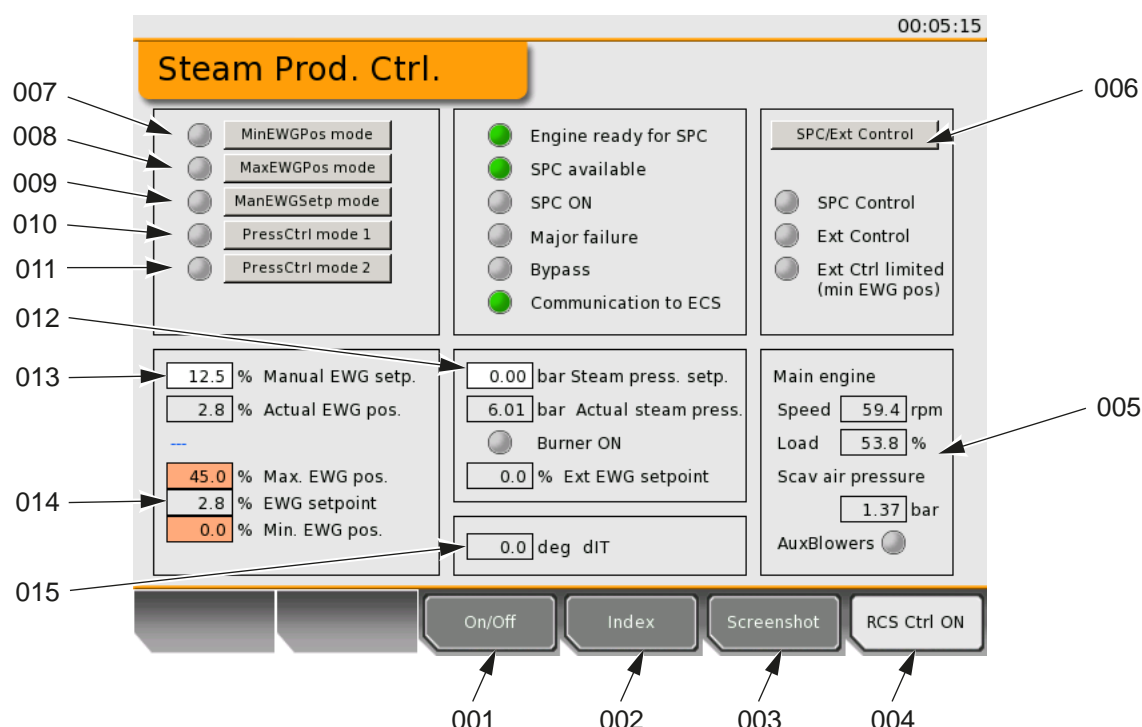 00:05:15
Steam Prod. Ctrl.
007
008
009
010
011
012
013
014
015
006
005
MinEWGPos mode
MaxEWGPos mode
ManEWGSetp mode
PressCtrl mode 1
PressCtrl mode 2
Engine ready for SPC
SPC available
SPC ON
Major failure
Bypass
Communication to ECS
SPC/Ext Control
SPC Control
Ext Control
Ext Ctrl limited
(min EWG pos)
12.5 % Manual EWG setp.
2.8 % Actual EWG pos.
---
45.0 % Max. EWG pos.
2.8 % EWG setpoint
0.0 % Min. EWG pos.
0.00 bar Steam press. setp.
6.01 bar Actual steam press.
Burner ON
0.0 % Ext EWG setpoint
0.0 deg dIT
Main engine
Speed 59.4 rpm
Load 53.8 %
Scav air pressure
1.37 bar
AuxBlowers
On/Off
Index
Screenshot
RCS Ctrl ON
001
002
003
004